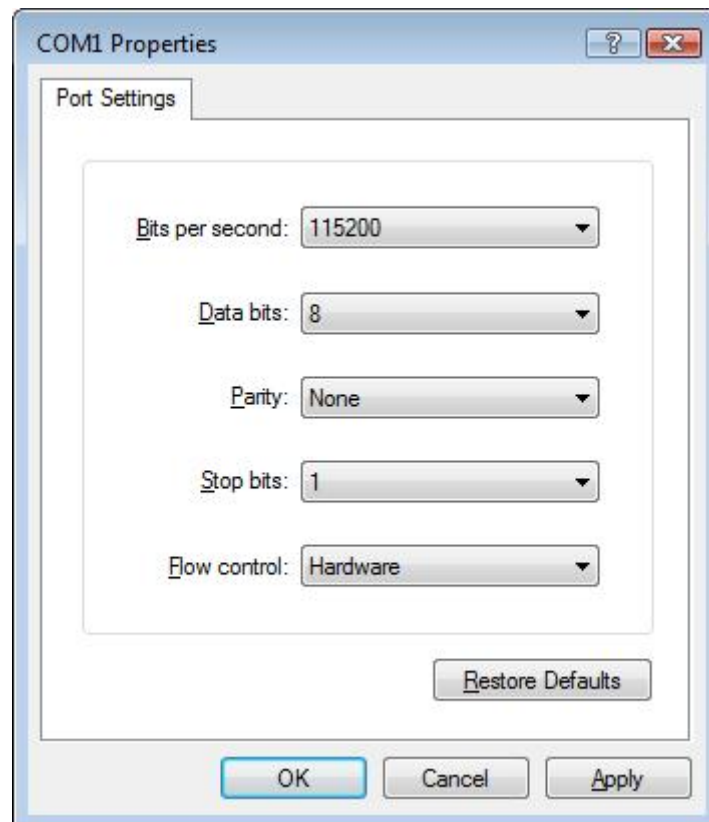 COM1 Properties
Port Settings
Bits per second: 115200
Data bits: 8
Parity: None
Stop bits: 1
Flow control: Hardware
Restore Defaults
OK Cancel Apply